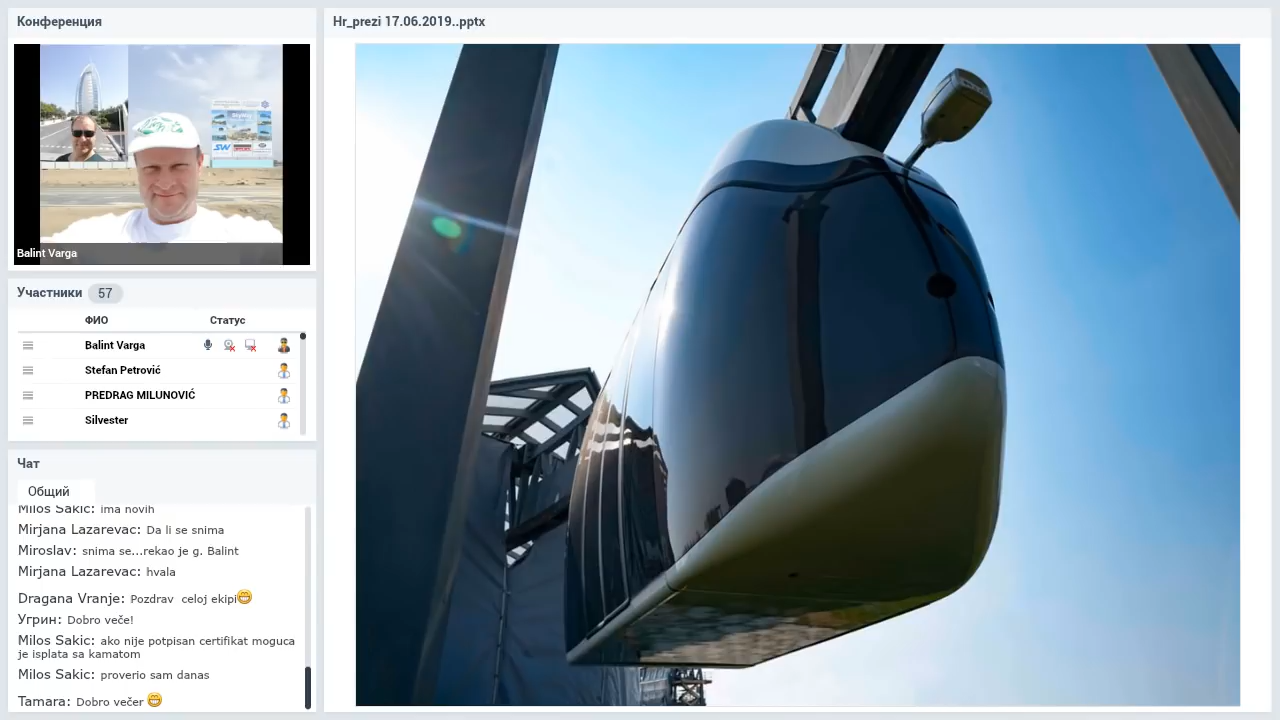 Конференция
Balint Varga
Участники 57
ФИО Статус
Balint Varga
Stefan Petrović
PREDRAG MILUNOVIĆ
Silvester
Чат
Общий
Milos Sakic: ima novih
Mirjana Lazarevac: Da li se snima
Miroslav: snima se...rekao je g. Balint
Mirjana Lazarevac: hvala
Dragana Vranje: Pozdrav celoj ekipi
Угрин: Dobro veče!
Milos Sakic: ako nije potpisan certifikat moguca
je isplata sa kamatom
Milos Sakic: proverio sam danas
Tamara: Dobro večer
Hr_prezi 17.06.2019..pptx
SW